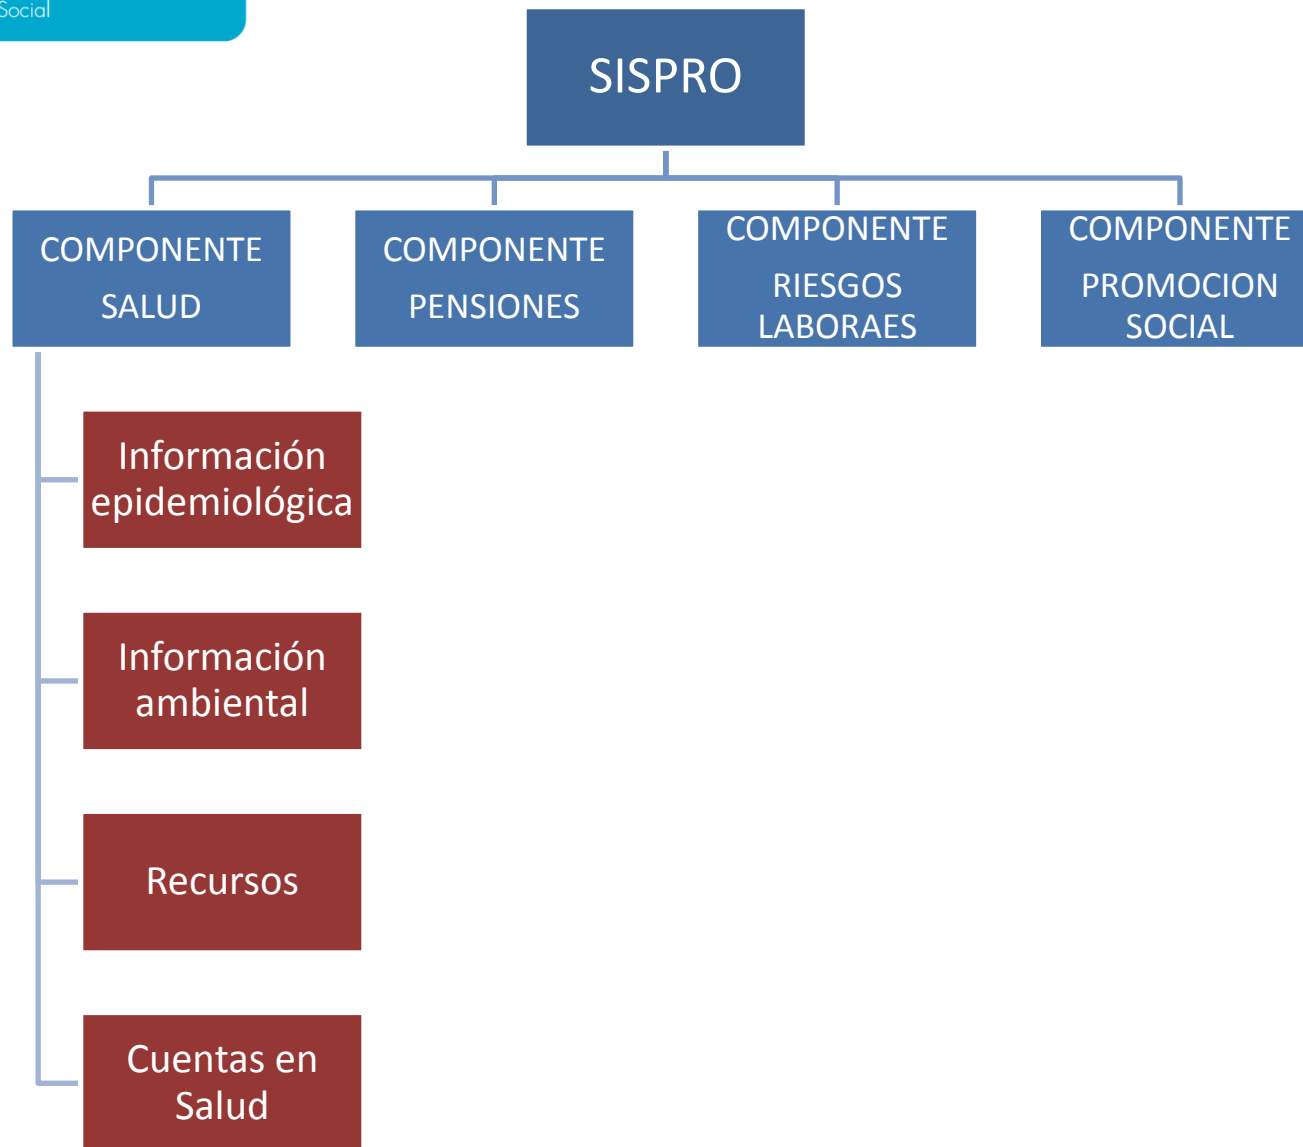 Social
SISPRO
COMPONENTE
SALUD
COMPONENTE
PENSIONES
COMPONENTE
RIESGOS
LABORAES
COMPONENTE
PROMOCION
SOCIAL
Información
epidemiológica
Información
ambiental
Recursos
Cuentas en
Salud